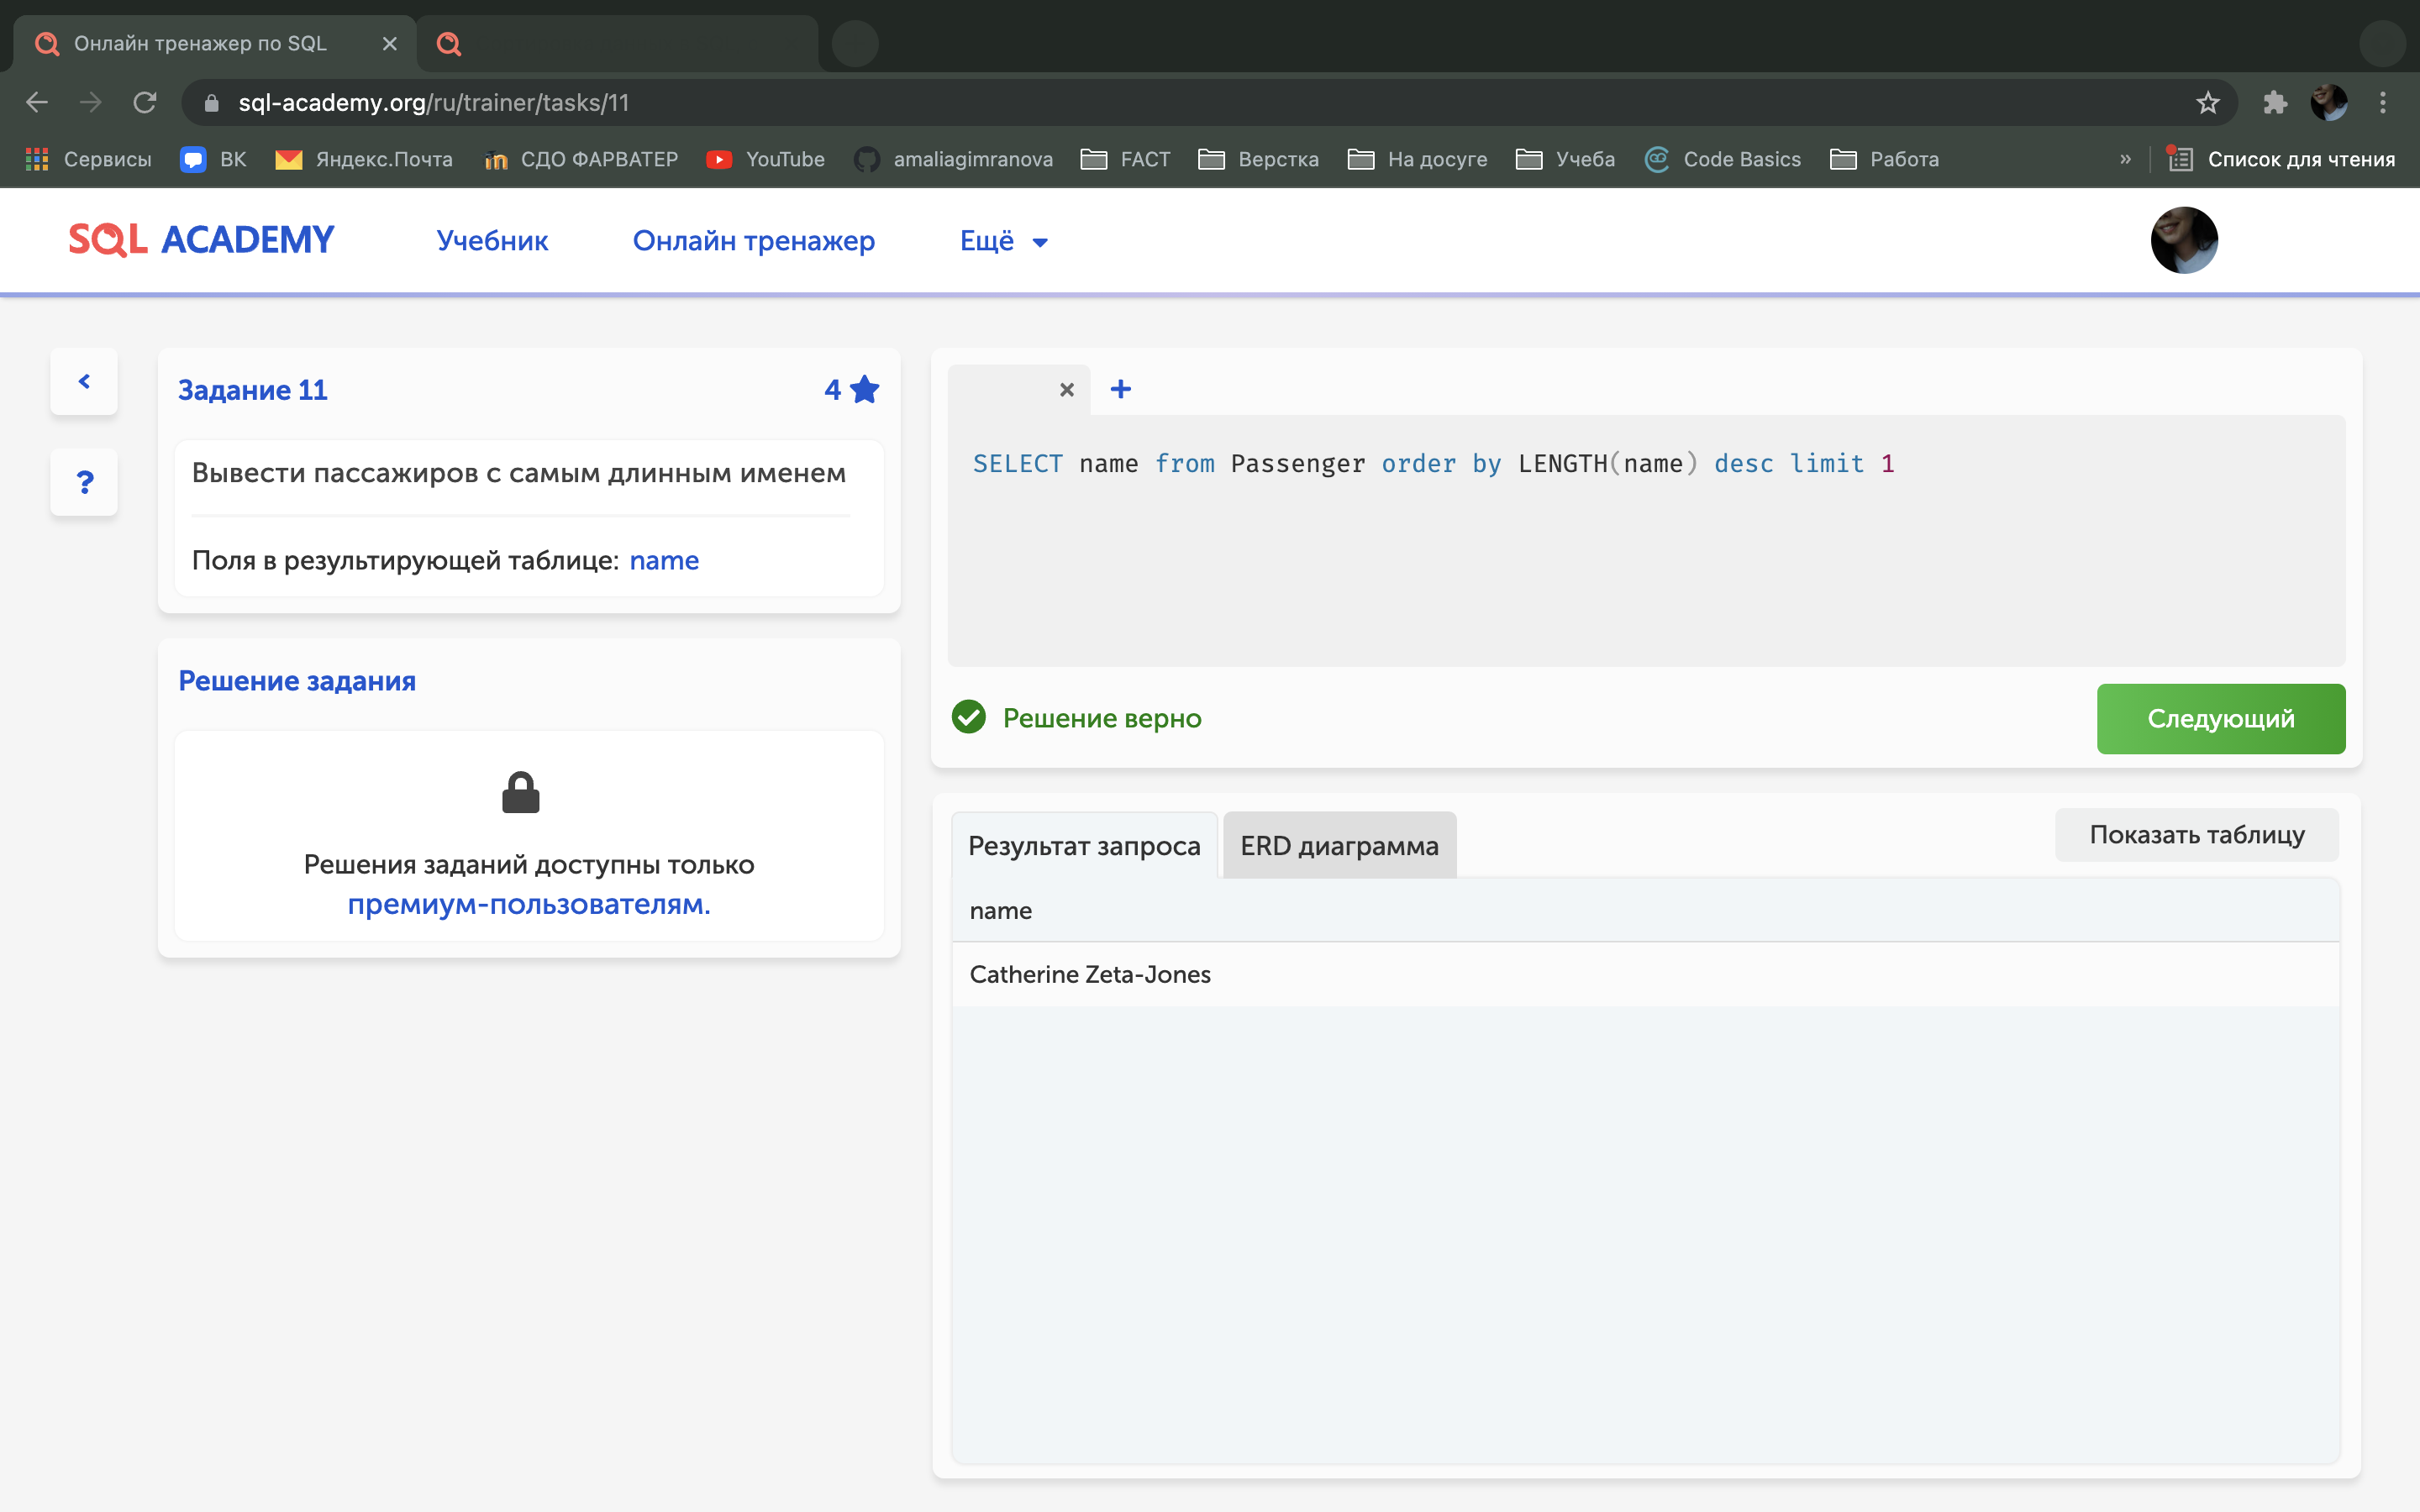 Онлайн тренажер по SQL
sql-academy.org/ru/trainer/tasks/11
Сервисы
ВК
Яндекс.Почта
СДО ФАРВАТЕР
YouTube
amaliagimranova
FACT
Верстка
На досуге
Учеба
Code Basics
Работа
»
Список для чтения
SQL ACADEMY
Учебник
Онлайн тренажер
Ещё
Задание 11
4
Вывести пассажиров с самым длинным именем
Поля в результирующей таблице: name
?
Решение задания
Решения заданий доступны только
премиум-пользователям.
SELECT name from Passenger order by LENGTH(name) desc limit 1
Решение верно
Следующий
Результат запроса
ERD диаграмма
Показать таблицу
name
Catherine Zeta-Jones